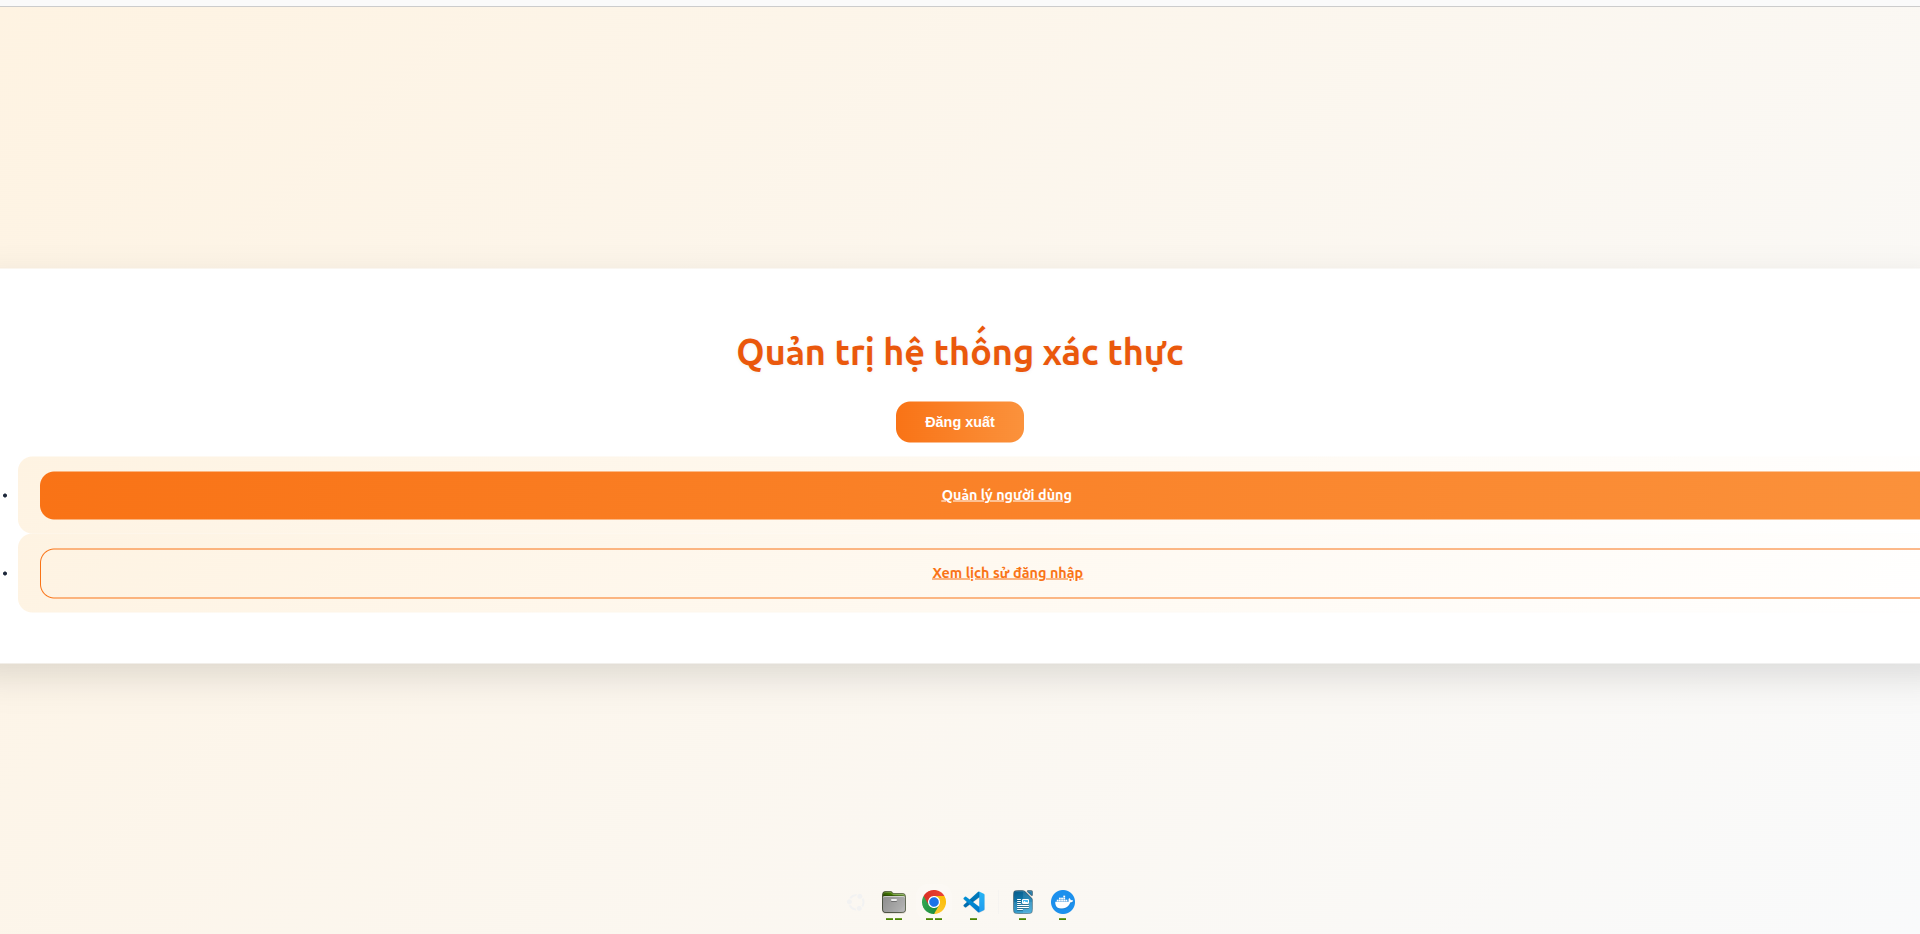 Quản trị hệ thống xác thực
Đăng xuất
Quản lý người dùng
Xem lịch sử đăng nhập